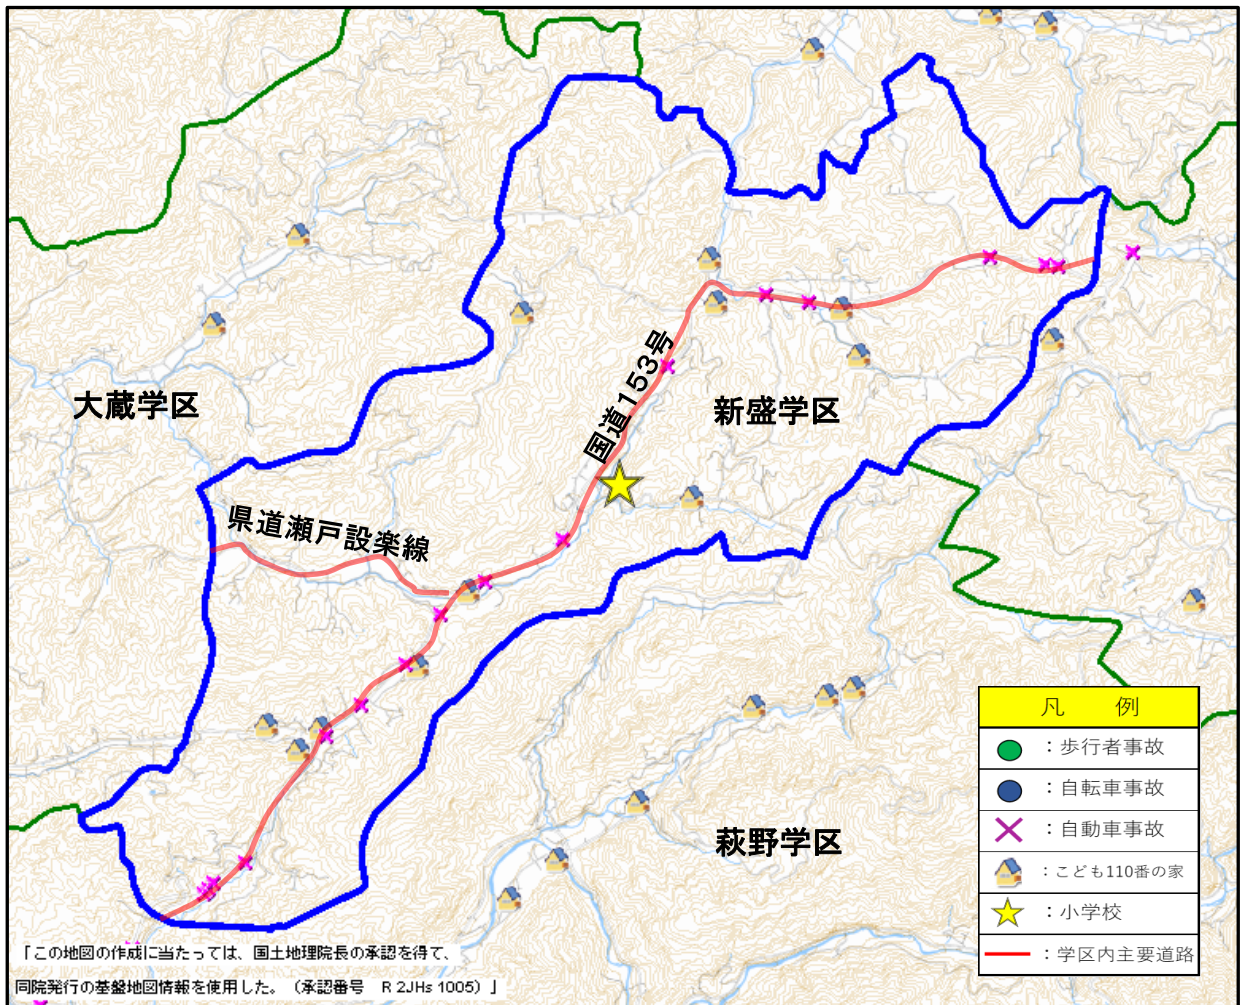 国道153号
大蔵学区
新盛学区
県道瀬戸設楽線
萩野学区
凡 例
：歩行者事故
：自転車事故
：自動車事故
：こども110番の家
：小学校
：学区内主要道路
「この地図の作成に当たっては、国土地理院長の承認を得て、
同院発行の基盤地図情報を使用した。（承認番号 R 2JHs 1005）」